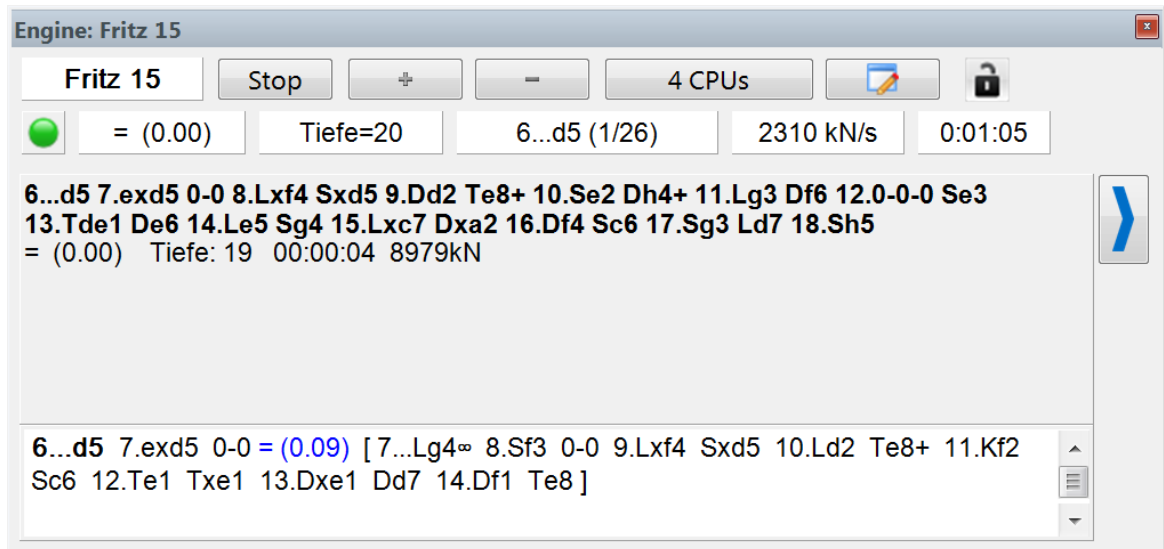 Engine: Fritz 15
Fritz 15 Stop + − 4 CPUs
= (0.00) Tiefe=20 6...d5 (1/26) 2310 kN/s 0:01:05
6...d5 7.exd5 0-0 8.Lxf4 Sxd5 9.Dd2 Te8+ 10.Se2 Dh4+ 11.Lg3 Df6 12.0-0-0 Se3
13.Tde1 De6 14.Le5 Sg4 15.Lxc7 Dxa2 16.Df4 Sc6 17.Sg3 Ld7 18.Sh5
= (0.00) Tiefe: 19 00:00:04 8979kN
6...d5 7.exd5 0-0 = (0.09) [ 7...Lg4∞ 8.Sf3 0-0 9.Lxf4 Sxd5 10.Ld2 Te8+ 11.Kf2
Sc6 12.Te1 Txe1 13.Dxe1 Dd7 14.Df1 Te8 ]